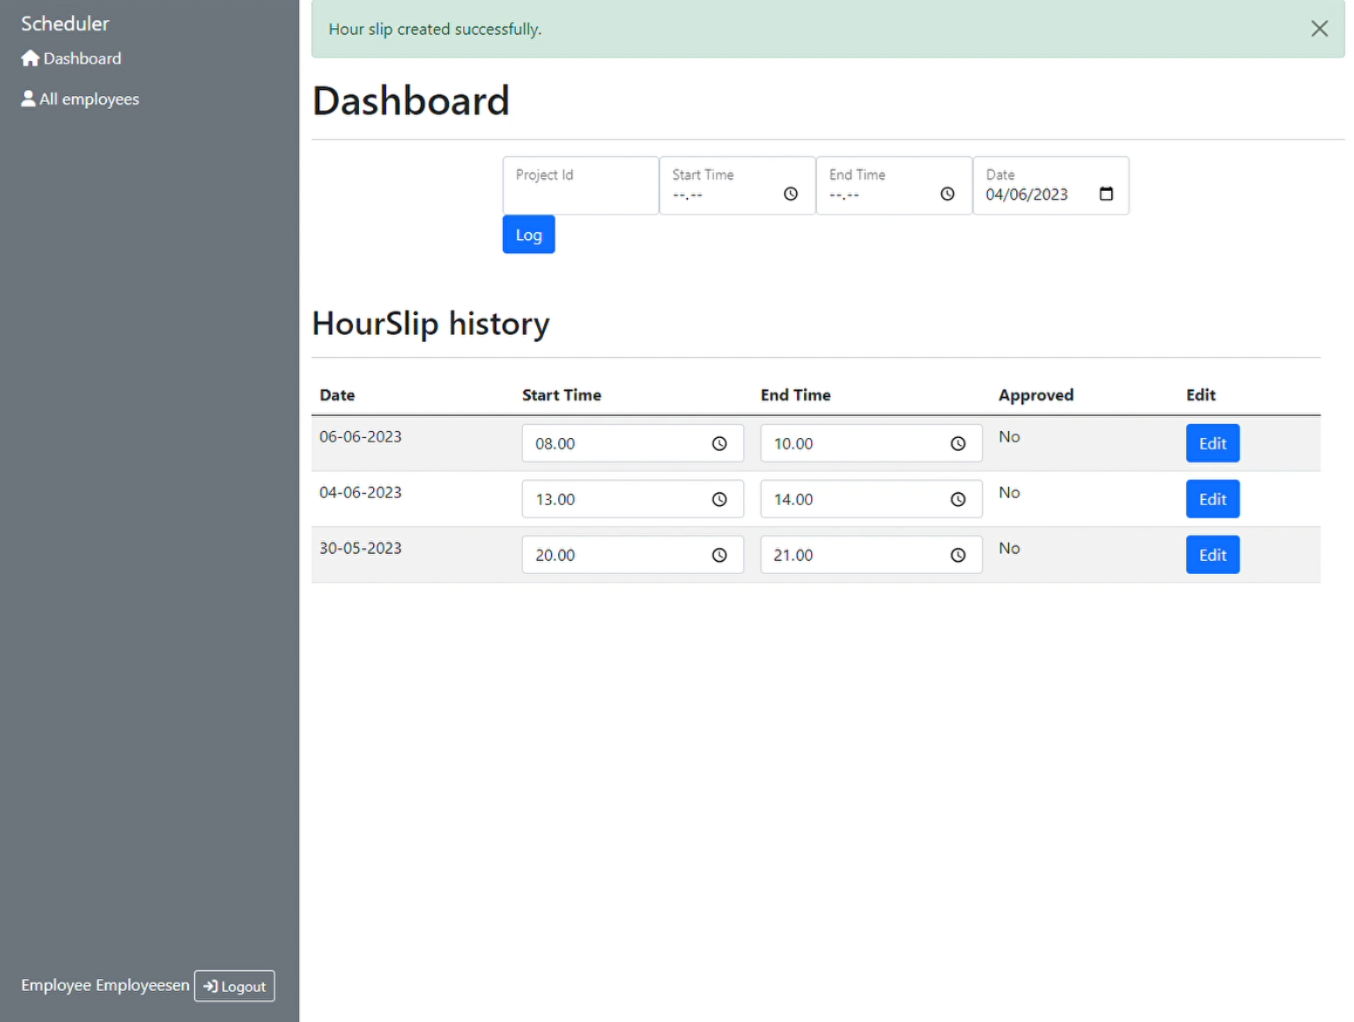 Scheduler
Dashboard
All employees
Hour slip created successfully.
Dashboard
Project Id
Start Time
--.--
End Time
--.--
Date
04/06/2023
Log
HourSlip history
Date Start Time End Time Approved Edit
06-06-2023 08.00 10.00 No Edit
04-06-2023 13.00 14.00 No Edit
30-05-2023 20.00 21.00 No Edit
Employee Employeesen Logout